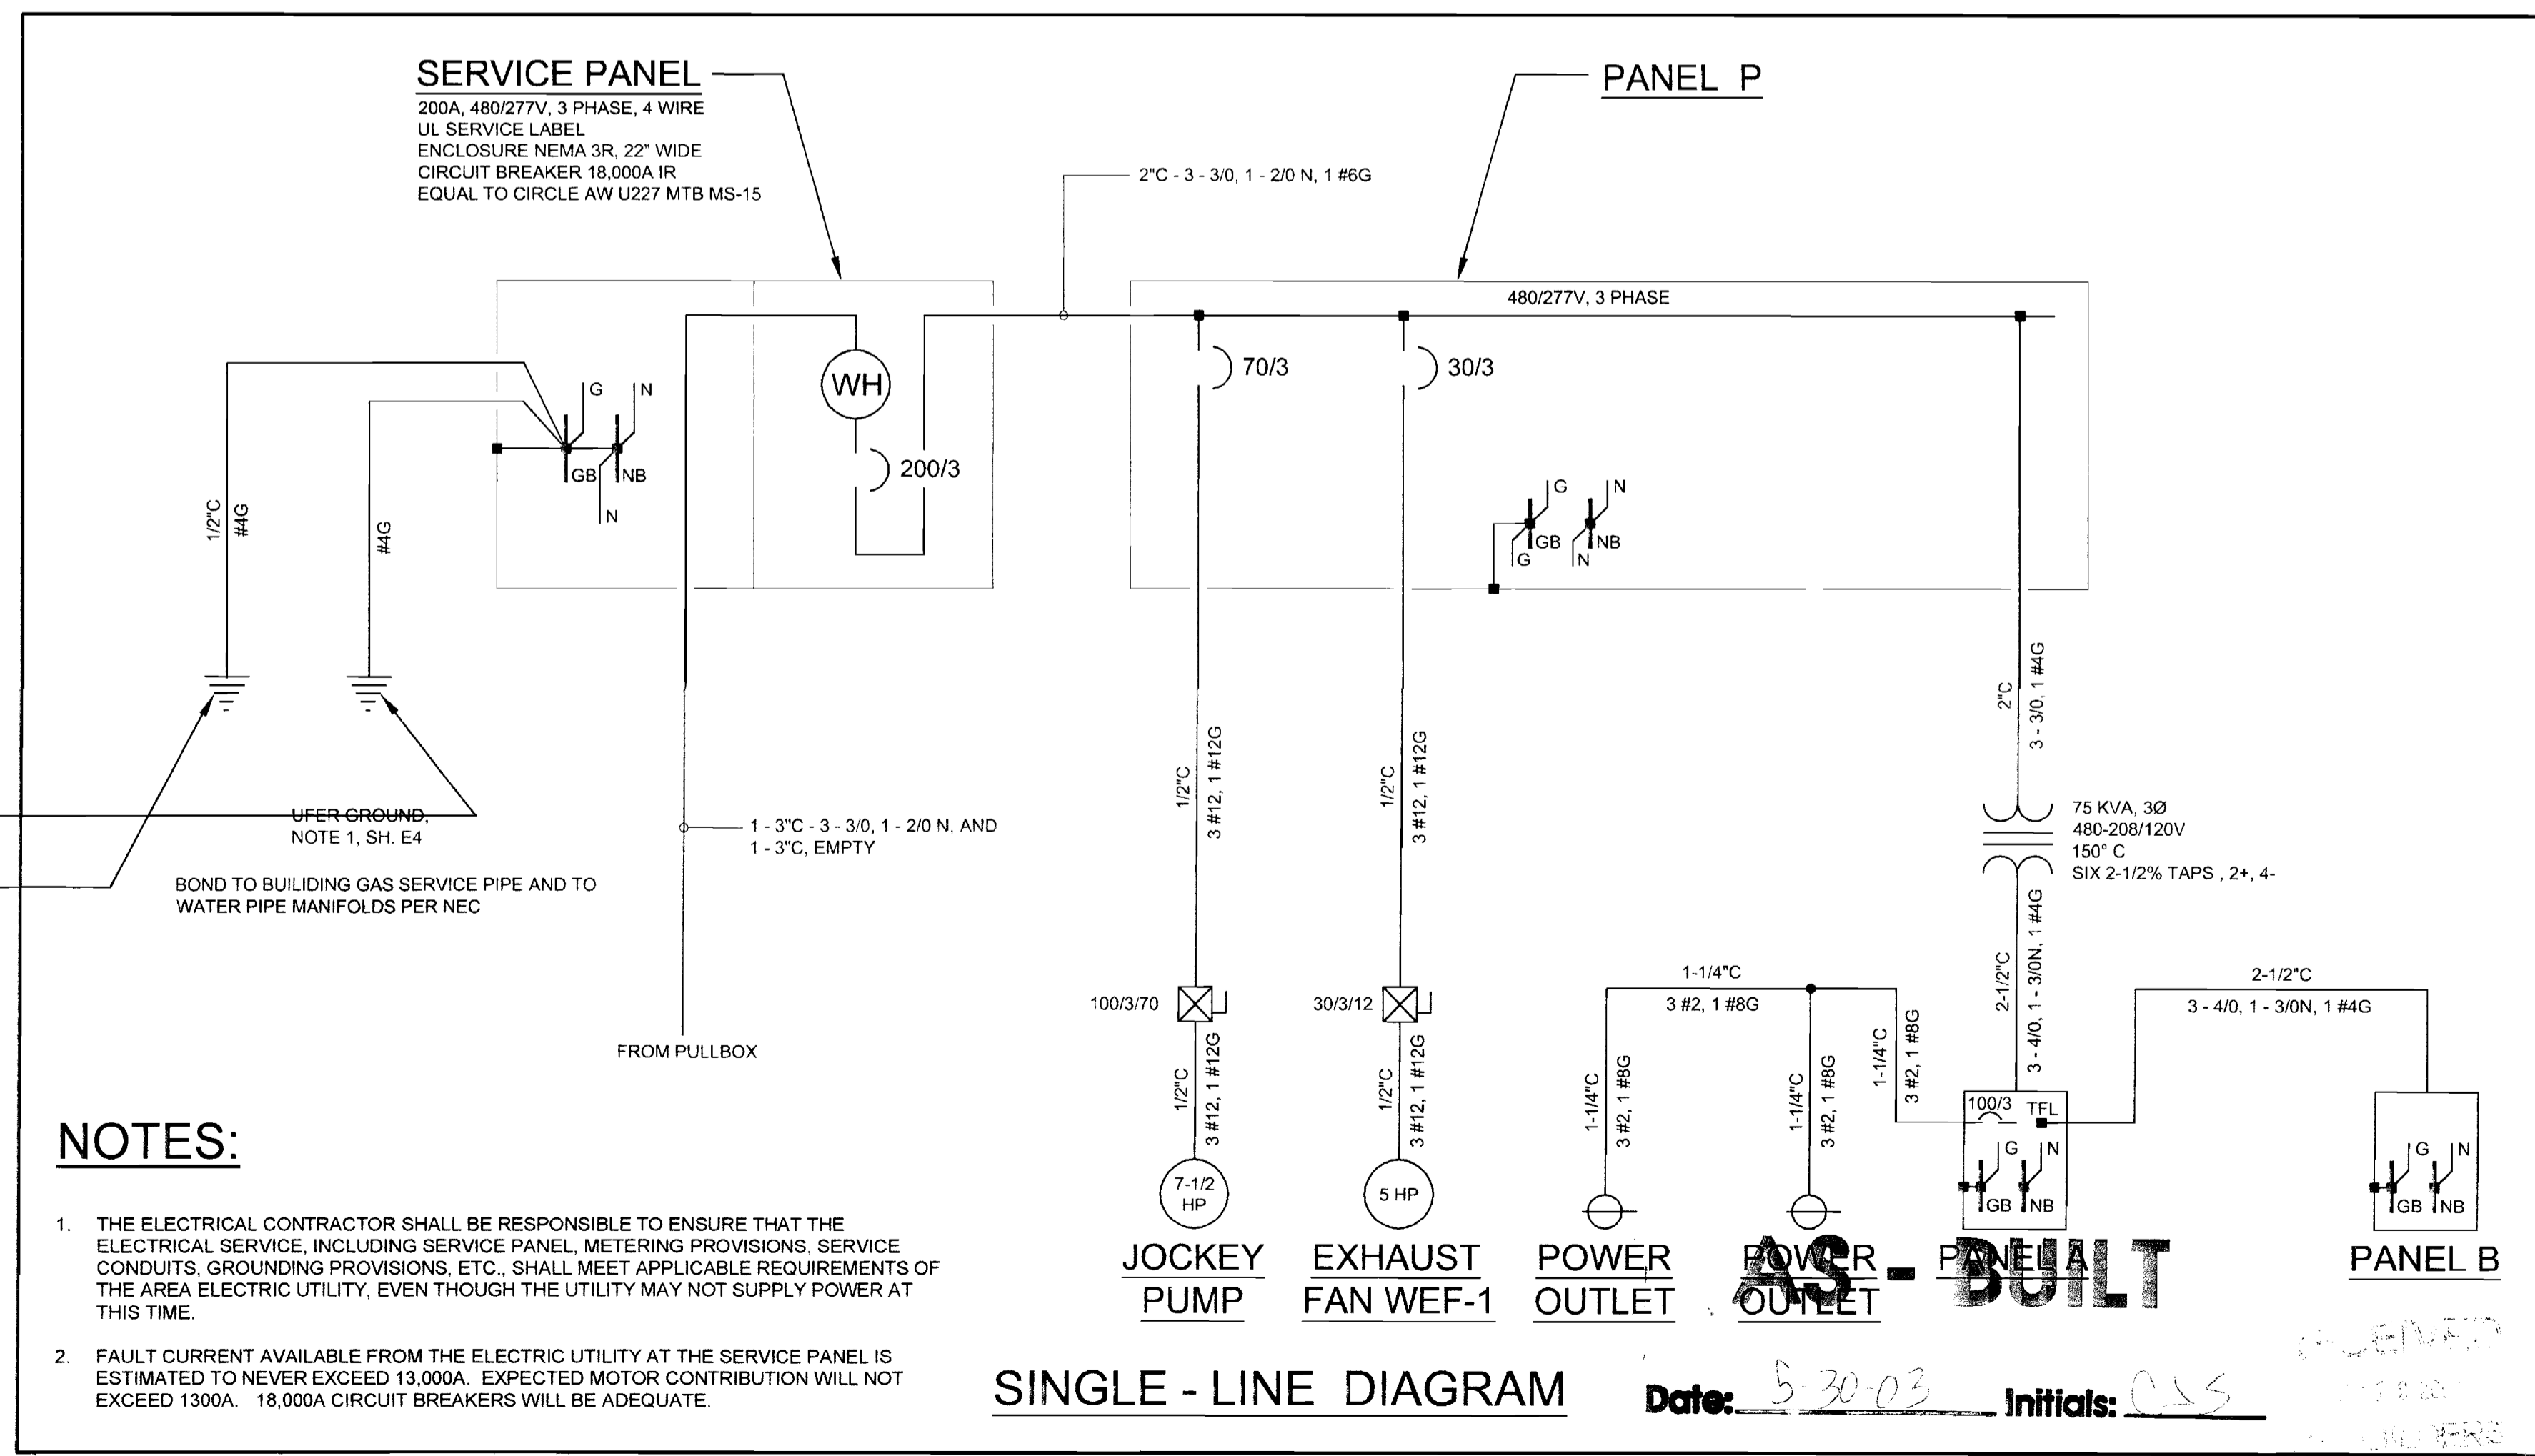 SERVICE PANEL
200A, 480/277V, 3 PHASE, 4 WIRE
UL SERVICE LABEL
ENCLOSURE NEMA 3R, 22" WIDE
CIRCUIT BREAKER 18,000A IR
EQUAL TO CIRCLE AW U227 MTB MS-15
PANEL P
2"C - 3 - 3/0, 1 - 2/0 N, 1 #6G
480/277V, 3 PHASE
WH
200/3
70/3
30/3
G
N
GB
NB
N
G
N
GB
NB
G
N
1/2"C
#4G
#4G
UFER GROUND,
NOTE 1, SH. E4
BOND TO BUILIDING GAS SERVICE PIPE AND TO
WATER PIPE MANIFOLDS PER NEC
1 - 3"C - 3 - 3/0, 1 - 2/0 N, AND
1 - 3"C, EMPTY
FROM PULLBOX
1/2"C
3 #12, 1 #12G
1/2"C
3 #12, 1 #12G
2"C
3 - 3/0, 1 #4G
75 KVA, 3Ø
480-208/120V
150° C
SIX 2-1/2% TAPS , 2+, 4-
2-1/2"C
3 - 4/0, 1 - 3/0N, 1 #4G
100/3/70
30/3/12
1/2"C
3 #12, 1 #12G
1/2"C
3 #12, 1 #12G
1-1/4"C
3 #2, 1 #8G
1-1/4"C
3 #2, 1 #8G
1-1/4"C
3 #2, 1 #8G
1-1/4"C
3 #2, 1 #8G
2-1/2"C
3 - 4/0, 1 - 3/0N, 1 #4G
100/3
TFL
G
N
GB
NB
G
N
GB
NB
7-1/2
HP
5 HP
JOCKEY
PUMP
EXHAUST
FAN WEF-1
POWER
OUTLET
POWER
OUTLET
PANEL A
PANEL B
AS - BUILT
NOTES:
1. THE ELECTRICAL CONTRACTOR SHALL BE RESPONSIBLE TO ENSURE THAT THE
ELECTRICAL SERVICE, INCLUDING SERVICE PANEL, METERING PROVISIONS, SERVICE
CONDUITS, GROUNDING PROVISIONS, ETC., SHALL MEET APPLICABLE REQUIREMENTS OF
THE AREA ELECTRIC UTILITY, EVEN THOUGH THE UTILITY MAY NOT SUPPLY POWER AT
THIS TIME.
2. FAULT CURRENT AVAILABLE FROM THE ELECTRIC UTILITY AT THE SERVICE PANEL IS
ESTIMATED TO NEVER EXCEED 13,000A. EXPECTED MOTOR CONTRIBUTION WILL NOT
EXCEED 1300A. 18,000A CIRCUIT BREAKERS WILL BE ADEQUATE.
SINGLE - LINE DIAGRAM
Date: 5-30-03 Initials: CJS